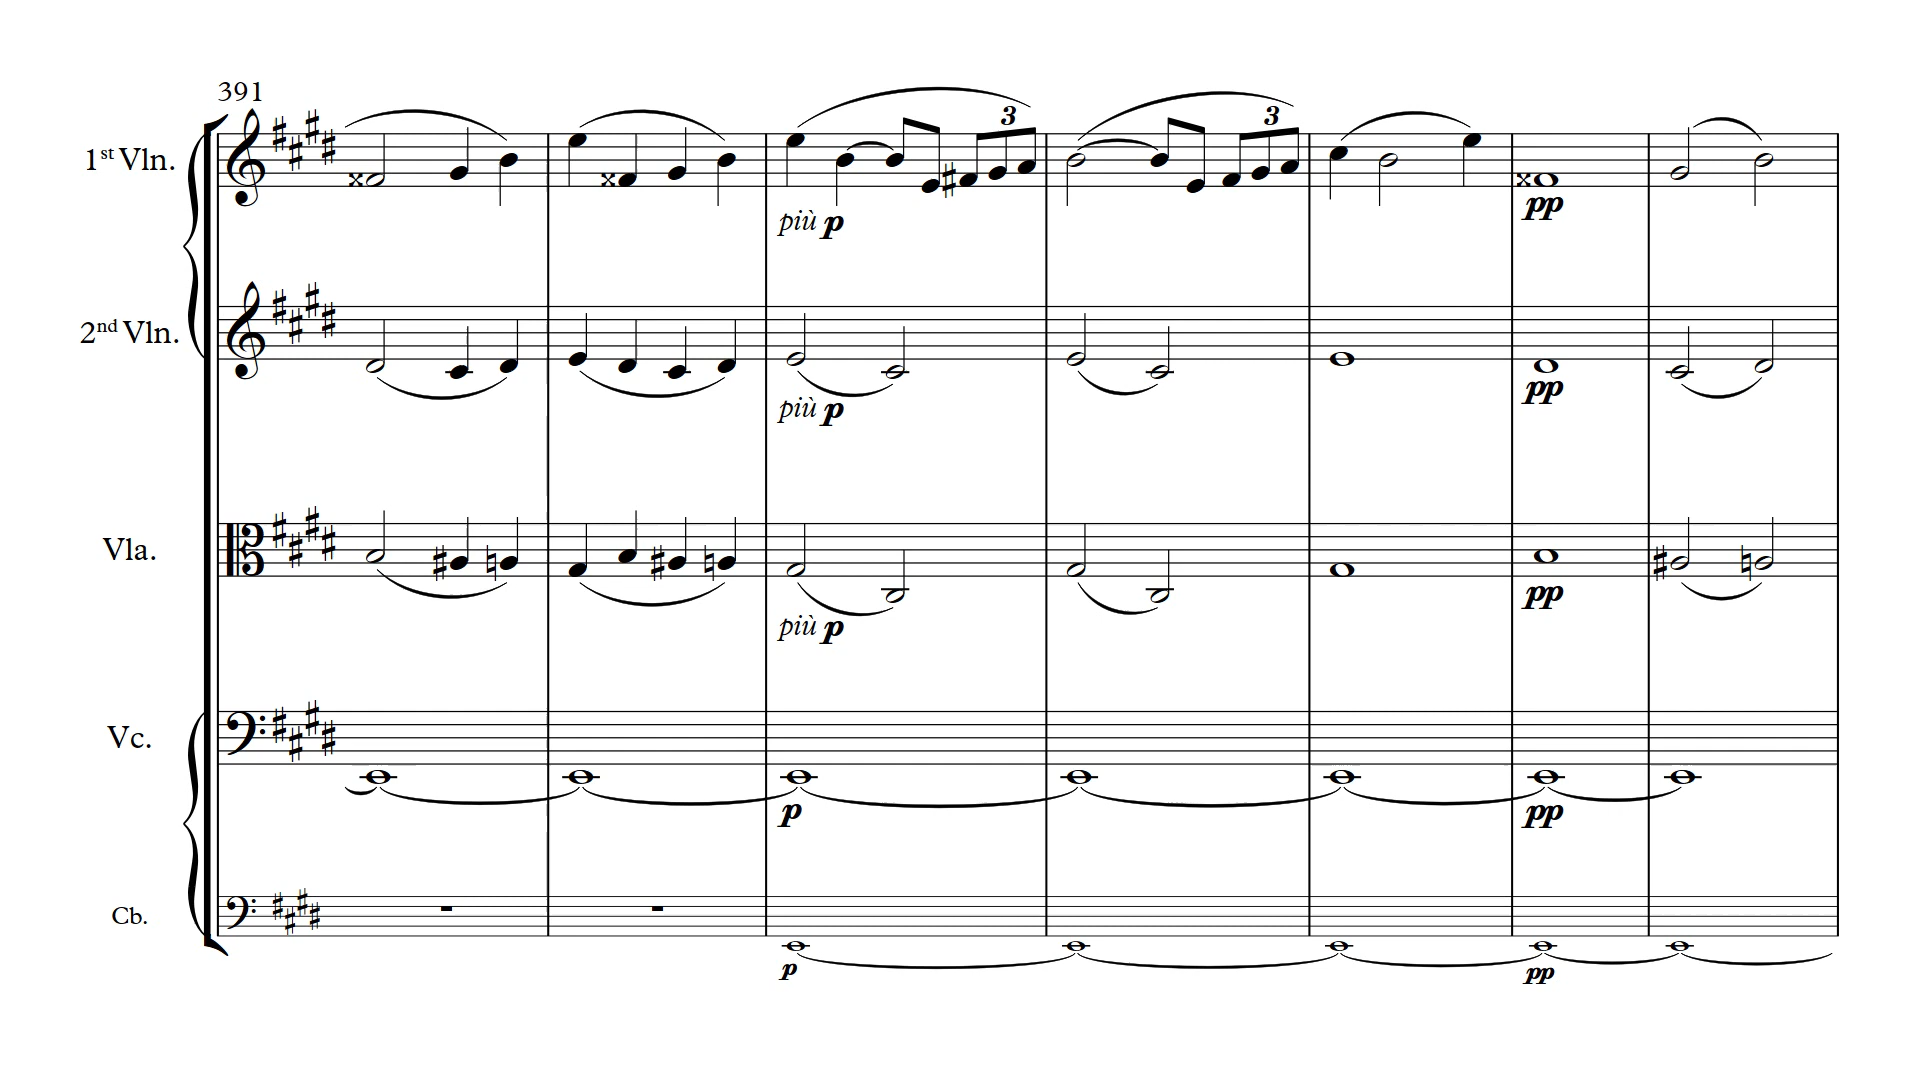 391
1st Vln.
3 3
più p
pp
2nd Vln.
più p
pp
Vla.
più p
pp
Vc.
p
pp
Cb.
p
pp